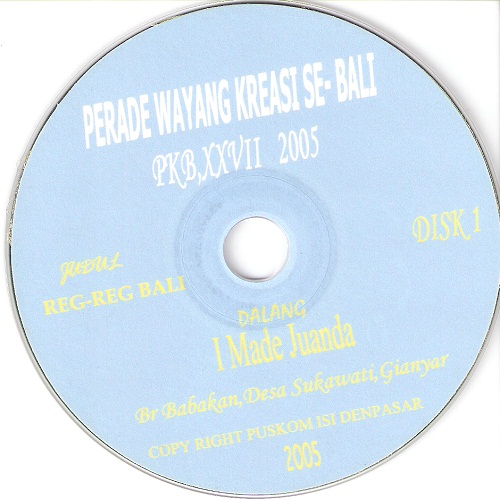 PERADE WAYANG KREASI SE- BALI
PKB,XXVII 2005
DISK 1
JUDUL
REG-REG BALI
DALANG
I Made Juanda
Br Babakan,Desa Sukawati,Gianyar
COPY RIGHT PUSKOM ISI DENPASAR
2005